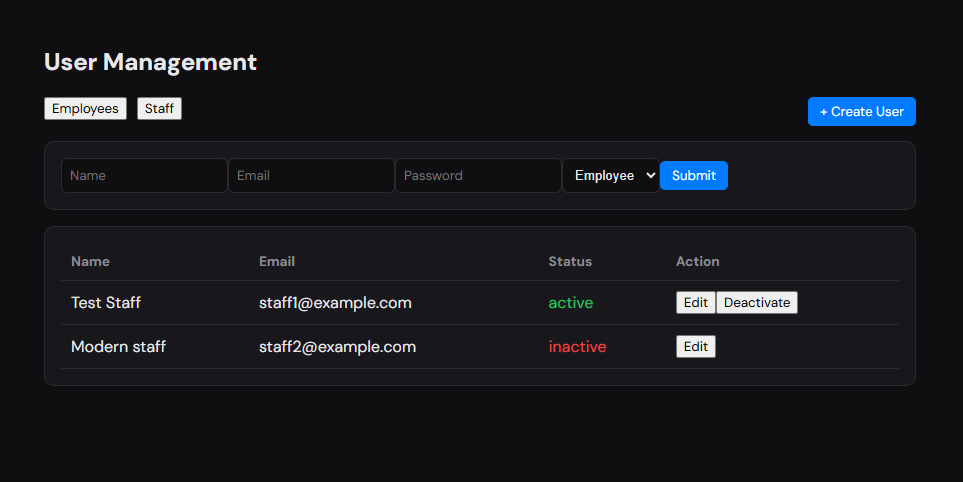 User Management
Employees Staff + Create User
Name Email Password Employee Submit
Name Email Status Action
Test Staff staff1@example.com active Edit Deactivate
Modern staff staff2@example.com inactive Edit